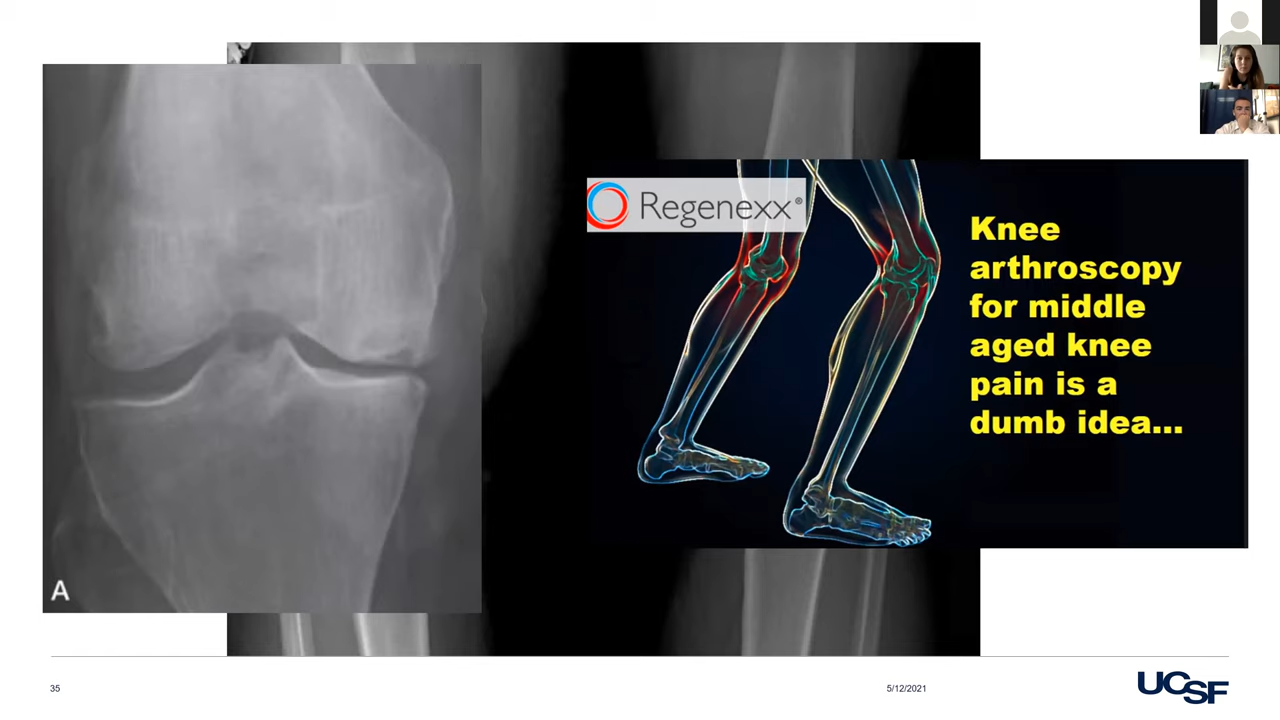 Regenexx®
Knee
arthroscopy
for middle
aged knee
pain is a
dumb idea...
A
35
5/12/2021
UCSF